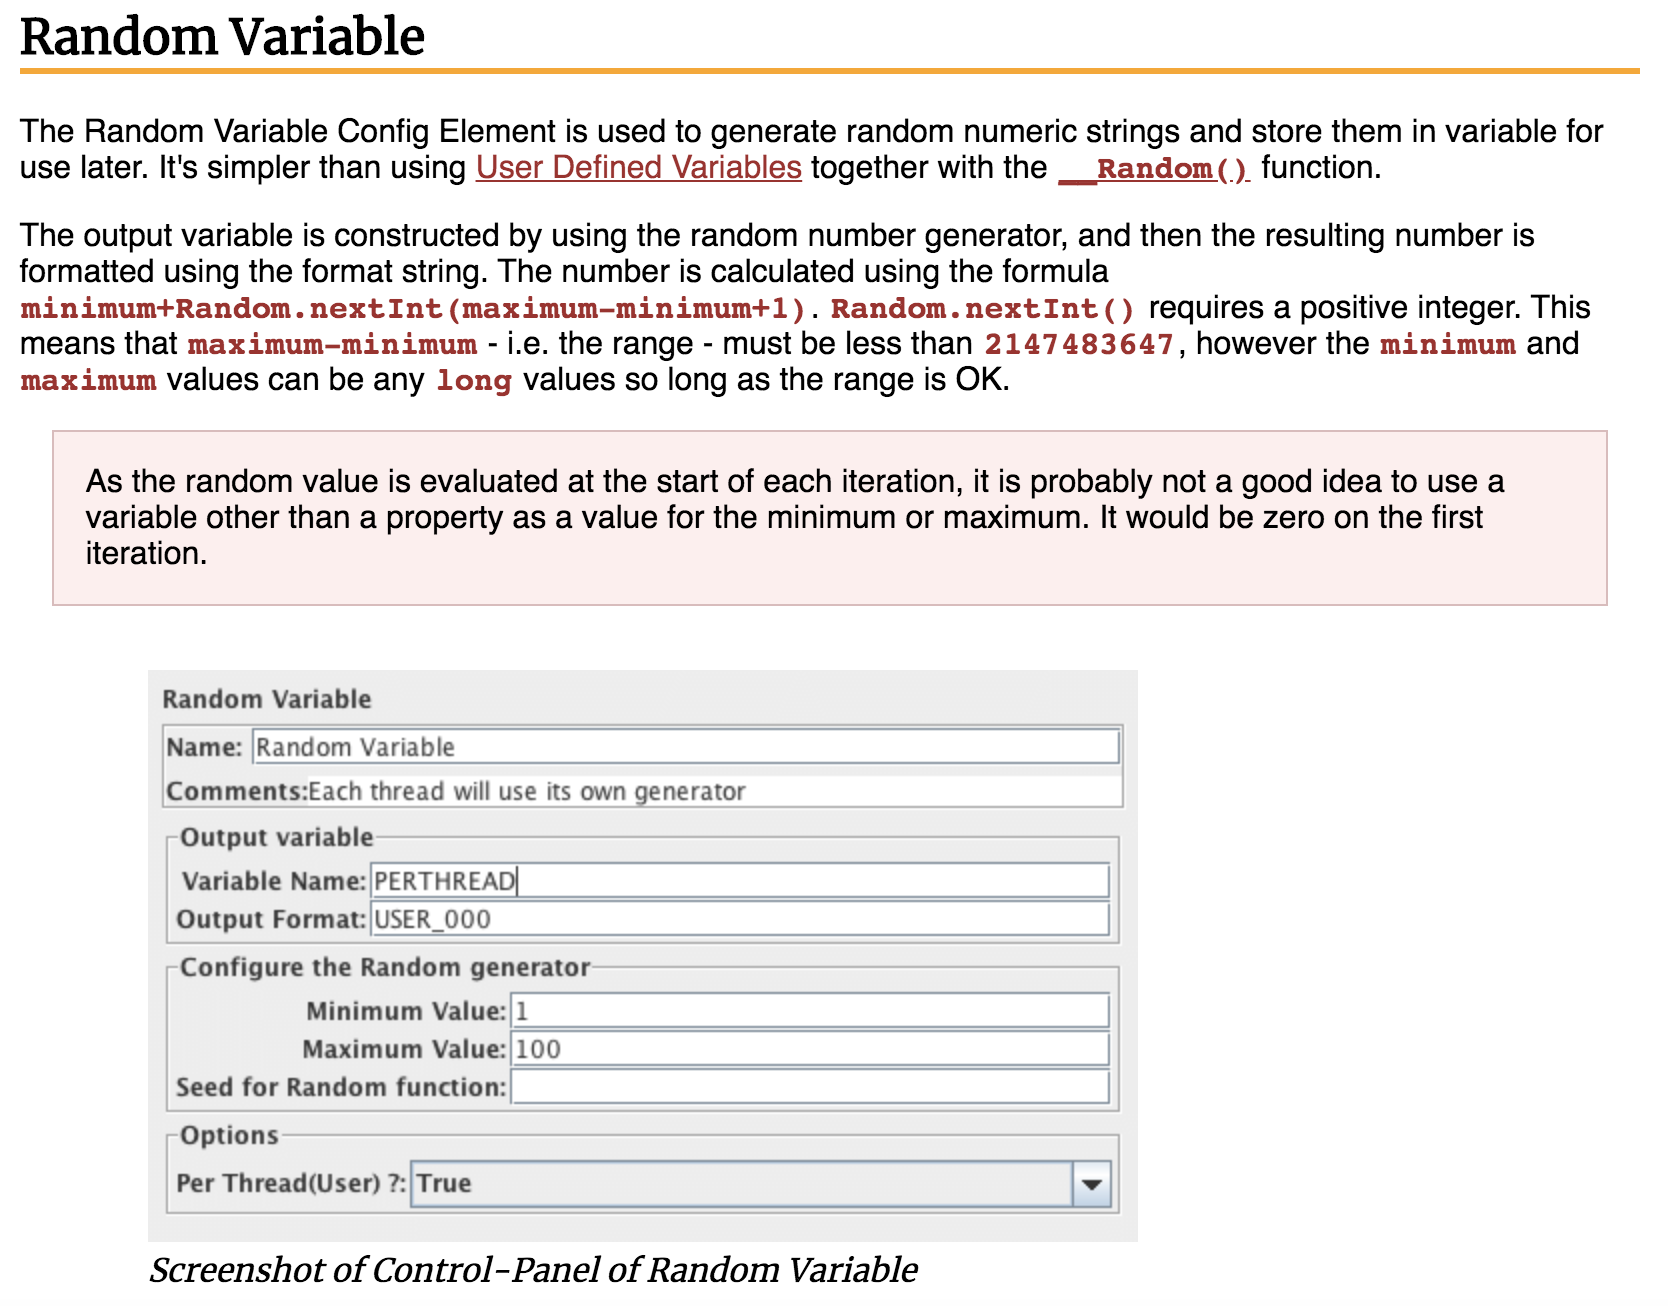 Random Variable
The Random Variable Config Element is used to generate random numeric strings and store them in variable for
use later. It's simpler than using User Defined Variables together with the __Random() function.
The output variable is constructed by using the random number generator, and then the resulting number is
formatted using the format string. The number is calculated using the formula
minimum+Random.nextInt(maximum-minimum+1). Random.nextInt() requires a positive integer. This
means that maximum-minimum - i.e. the range - must be less than 2147483647, however the minimum and
maximum values can be any long values so long as the range is OK.
As the random value is evaluated at the start of each iteration, it is probably not a good idea to use a
variable other than a property as a value for the minimum or maximum. It would be zero on the first
iteration.
Random Variable
Name: Random Variable
Comments:Each thread will use its own generator
Output variable
Variable Name: PERTHREAD
Output Format: USER_000
Configure the Random generator
Minimum Value: 1
Maximum Value: 100
Seed for Random function:
Options
Per Thread(User) ?: True
Screenshot of Control-Panel of Random Variable